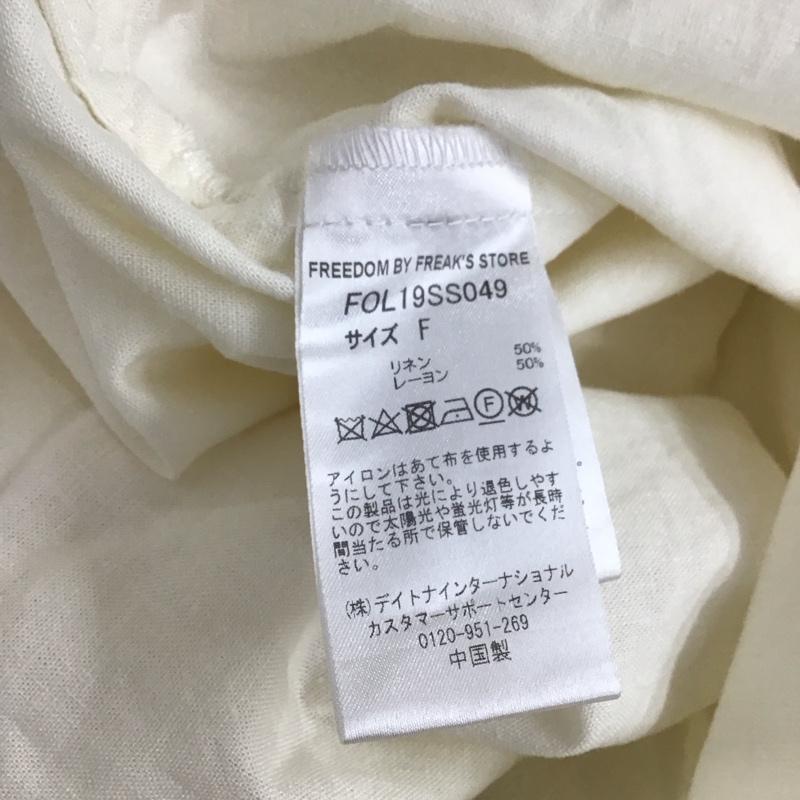 FREEDOM BY FREAK'S STORE
FOL19SS049
サイズ F
リネン 50%
レーヨン 50%
F W
アイロンはあて布を使用するよ
うにして下さい。
この製品は光により退色しやす
いので太陽光や蛍光灯等が長時
間当たる所で保管しないでくだ
さい。
(株)デイトナインターナショナル
カスタマーサポートセンター
0120-951-269
中国製